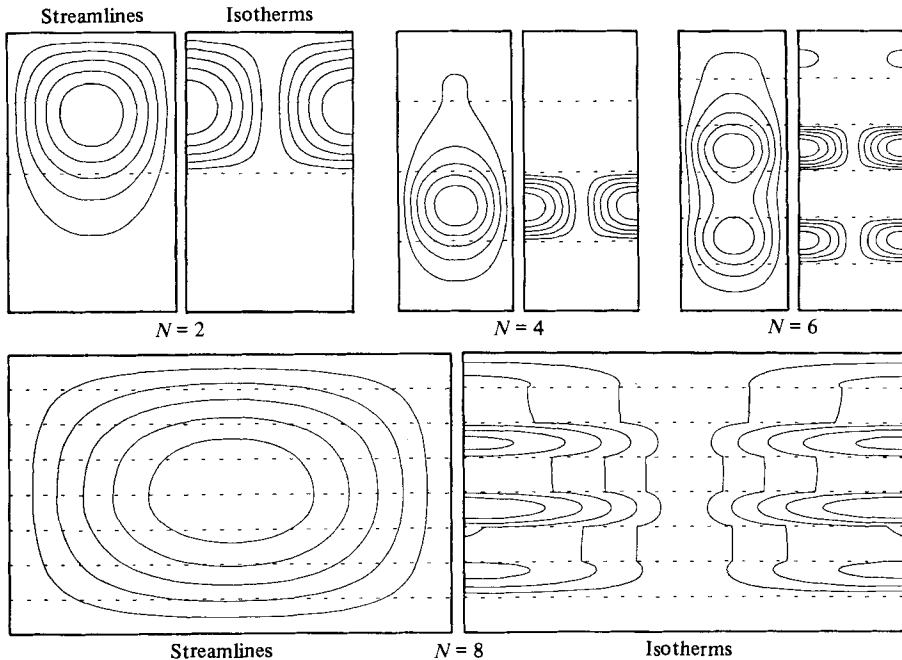 Streamlines Isotherms
N = 2 N = 4 N = 6
Streamlines N = 8 Isotherms